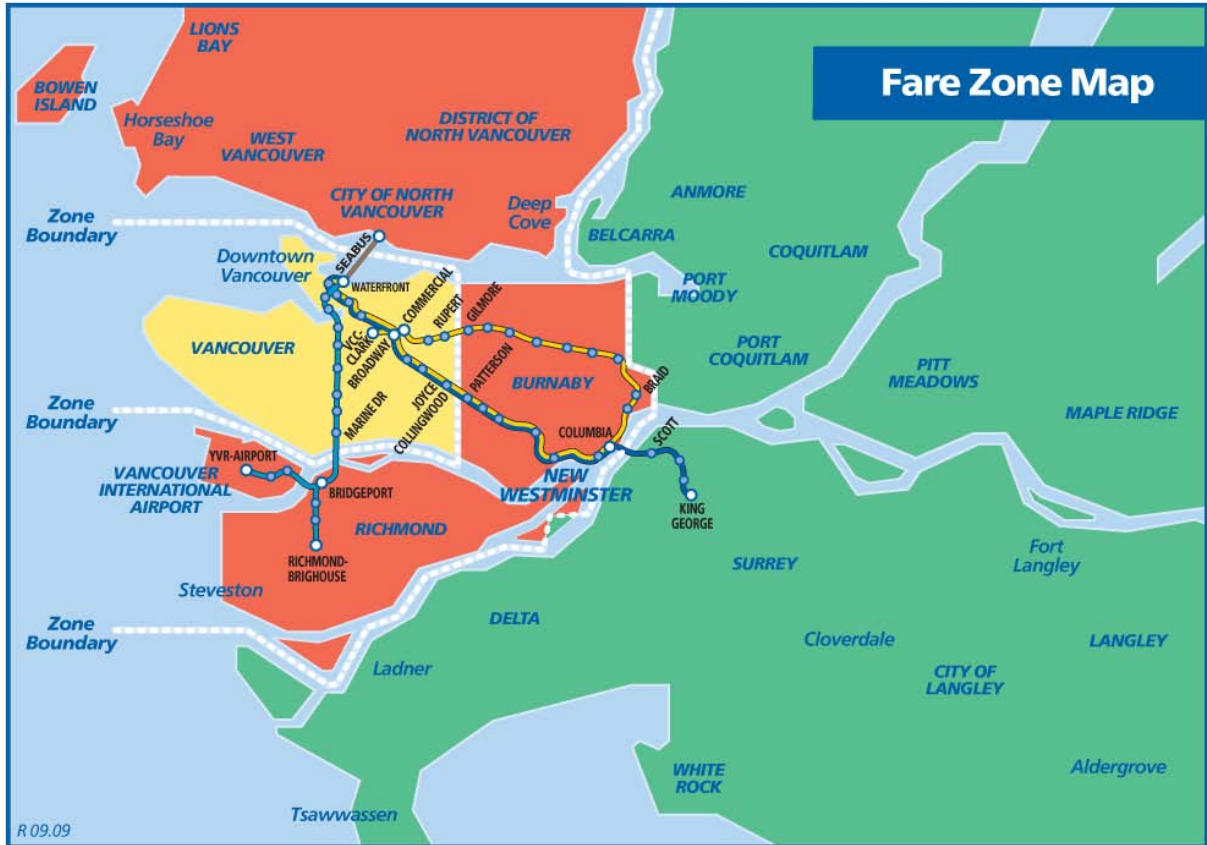 Fare Zone Map
LIONS
BAY
BOWEN
ISLAND
Horseshoe
Bay
WEST
VANCOUVER
DISTRICT OF
NORTH VANCOUVER
CITY OF NORTH
VANCOUVER
Deep
Cove
ANMORE
BELCARRA
COQUITLAM
Zone
Boundary
Downtown
Vancouver
SEABUS
WATERFRONT
PORT
MOODY
COMMERCIAL
RUPERT
GILMORE
VANCOUVER
VCC-
CLARK
BROADWAY
PORT
COQUITLAM
PITT
MEADOWS
MAPLE RIDGE
JOYCE
COLLINGWOOD
PATTERSON
BURNABY
BRAID
Zone
Boundary
MARINE DR
COLUMBIA
SCOTT
YVR-AIRPORT
VANCOUVER
INTERNATIONAL
AIRPORT
BRIDGEPORT
NEW
WESTMINSTER
KING
GEORGE
RICHMOND
RICHMOND-
BRIGHOUSE
Steveston
SURREY
Fort
Langley
Zone
Boundary
DELTA
Cloverdale
LANGLEY
Ladner
CITY OF
LANGLEY
WHITE
ROCK
Aldergrove
Tsawwassen
R 09.09